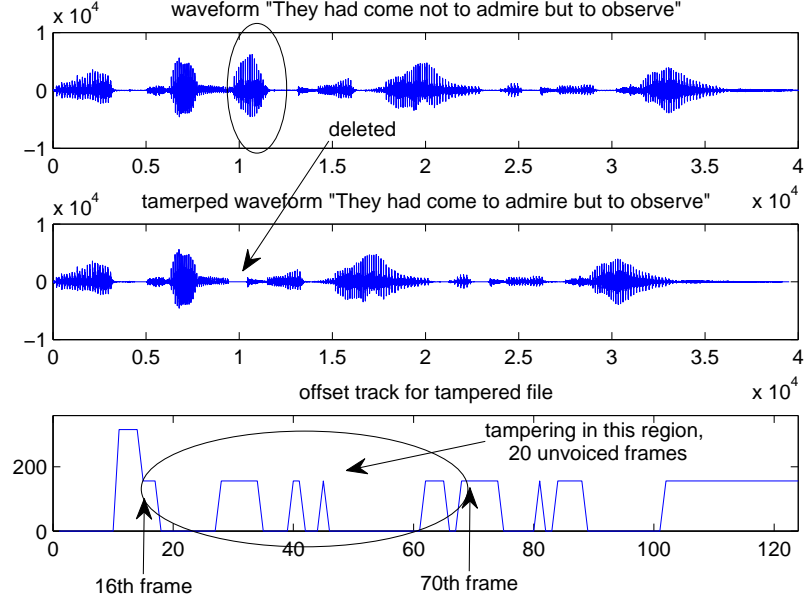 waveform "They had come not to admire but to observe"
x 10^4
1
0
−1
0 0.5 1 1.5 2 2.5 3 3.5 4
x 10^4
deleted
tamerped waveform "They had come to admire but to observe"
x 10^4
1
0
−1
0 0.5 1 1.5 2 2.5 3 3.5 4
x 10^4
offset track for tampered file
tampering in this region,
20 unvoiced frames
200
0
0 20 40 60 80 100 120
16th frame
70th frame